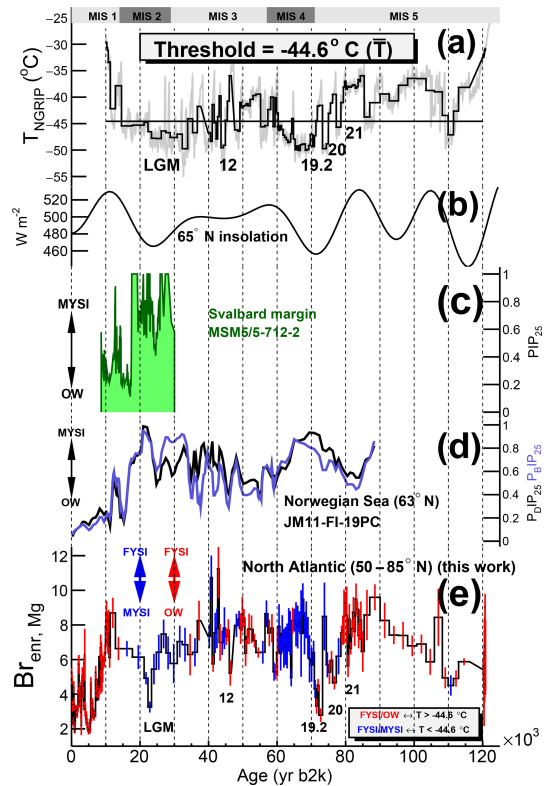 MIS 1 MIS 2 MIS 3 MIS 4 MIS 5
−25
−30
−35
−40
−45
−50
−55
T_NGRIP (°C)
Threshold = -44.6° C (T̅)
(a)
LGM
12
19.2
20
21
520
500
480
460
W m⁻²
65° N insolation
(b)
MYSI
OW
Svalbard margin
MSM5/5-712-2
(c)
1
0.8
0.6
0.4
0.2
0
PIP₂₅
MYSI
OW
Norwegian Sea (63° N)
JM11-FI-19PC
(d)
1
0.8
0.6
0.4
0.2
0
P_BIP₂₅
P_DIP₂₅
12
10
8
6
4
2
Br_enr, Mg
FYSI FYSI
MYSI OW
North Atlantic (50−85° N) (this work)
(e)
LGM
12
19.2
20
21
FYSI/OW ↔ T > -44.6 °C
FYSI/MYSI ↔ T < -44.6 °C
0 10 20 30 40 50 60 70 80 90 100 110 120
×10³
Age (yr b2k)